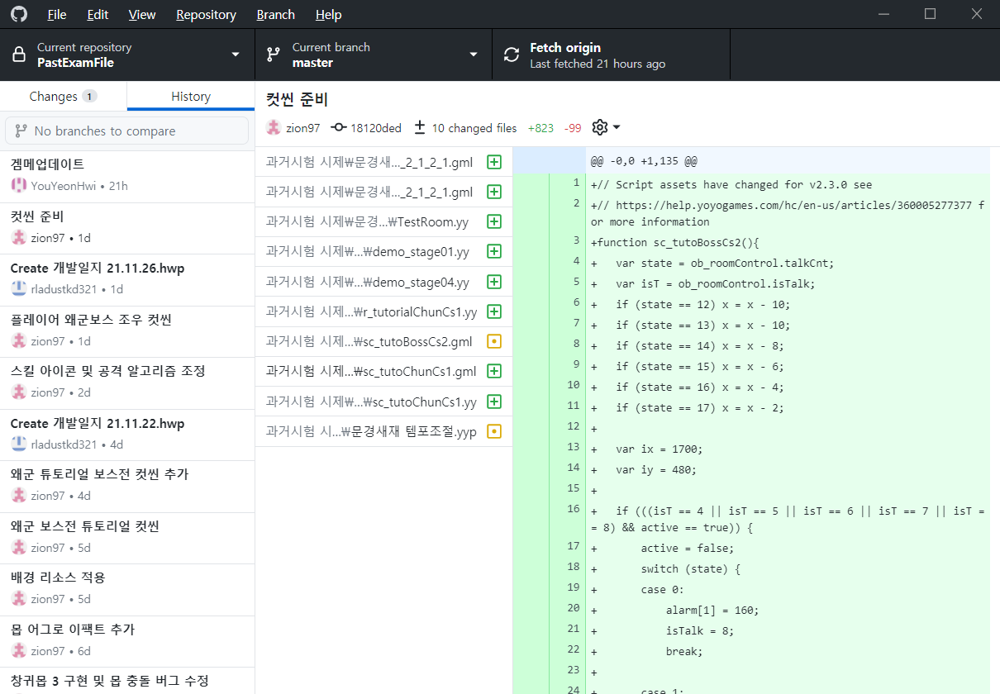 File Edit View Repository Branch Help
Current repository
PastExamFile
Current branch
master
Fetch origin
Last fetched 21 hours ago
Changes 1
History
No branches to compare
겜메업데이트
YouYeonHwi • 21h
컷씬 준비
zion97 • 1d
Create 개발일지 21.11.26.hwp
rladustkd321 • 1d
플레이어 왜군보스 조우 컷씬
zion97 • 1d
스킬 아이콘 및 공격 알고리즘 조정
zion97 • 2d
Create 개발일지 21.11.22.hwp
rladustkd321 • 4d
왜군 튜토리얼 보스전 컷씬 추가
zion97 • 4d
왜군 보스전 튜토리얼 컷씬
zion97 • 5d
배경 리소스 적용
zion97 • 5d
몹 어그로 이팩트 추가
zion97 • 6d
창귀몹 3 구현 및 몹 충돌 버그 수정
컷씬 준비
zion97 18120ded 10 changed files +823 -99
과거시험 시제₩문경새..._2_1_2_1.gml
과거시험 시제₩문경새..._2_1_2_1.gml
과거시험 시제₩문경...₩TestRoom.yy
과거시험 시제₩...₩demo_stage01.yy
과거시험 시제₩...₩demo_stage04.yy
과거시험 시제...₩r_tutorialChunCs1.yy
과거시험 시제...₩sc_tutoBossCs2.gml
과거시험 시제...₩sc_tutoChunCs1.gml
과거시험 시제₩...₩sc_tutoChunCs1.yy
과거시험 시...₩문경새재 템포조절.yyp
@@ -0,0 +1,135 @@
1 +// Script assets have changed for v2.3.0 see
2 +// https://help.yoyogames.com/hc/en-us/articles/360005277377 f
or more information
3 +function sc_tutoBossCs2(){
4 + var state = ob_roomControl.talkCnt;
5 + var isT = ob_roomControl.isTalk;
6 + if (state == 12) x = x - 10;
7 + if (state == 13) x = x - 10;
8 + if (state == 14) x = x - 8;
9 + if (state == 15) x = x - 6;
10 + if (state == 16) x = x - 4;
11 + if (state == 17) x = x - 2;
12 +
13 + var ix = 1700;
14 + var iy = 480;
15 +
16 + if (((isT == 4 || isT == 5 || isT == 6 || isT == 7 || isT =
= 8) && active == true)) {
17 + active = false;
18 + switch (state) {
19 + case 0:
20 + alarm[1] = 160;
21 + isTalk = 8;
22 + break;
23 +
24 + case 1: